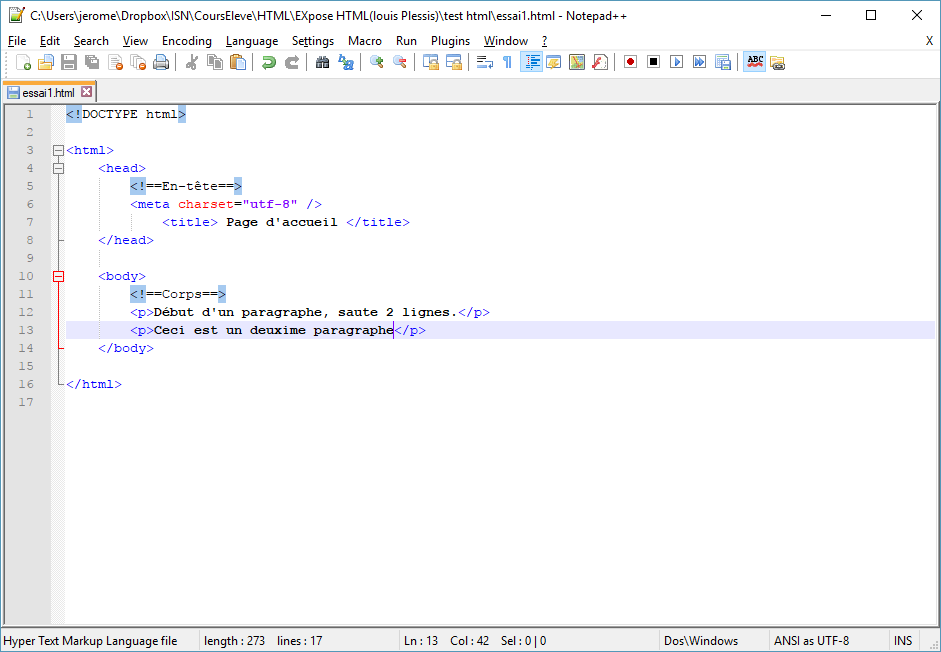 C:\Users\jerome\Dropbox\ISN\CoursEleve\HTML\EXpose HTML(louis Plessis)\test html\essai1.html - Notepad++
File Edit Search View Encoding Language Settings Macro Run Plugins Window ? X
ABC
essai1.html
1 <!DOCTYPE html>
2
3 <html>
4 <head>
5 <!==En-tête==>
6 <meta charset="utf-8" />
7 <title> Page d'accueil </title>
8 </head>
9
10 <body>
11 <!==Corps==>
12 <p>Début d'un paragraphe, saute 2 lignes.</p>
13 <p>Ceci est un deuxime paragraphe</p>
14 </body>
15
16 </html>
17
Hyper Text Markup Language file length : 273 lines : 17 Ln : 13 Col : 42 Sel : 0 | 0 Dos\Windows ANSI as UTF-8 INS